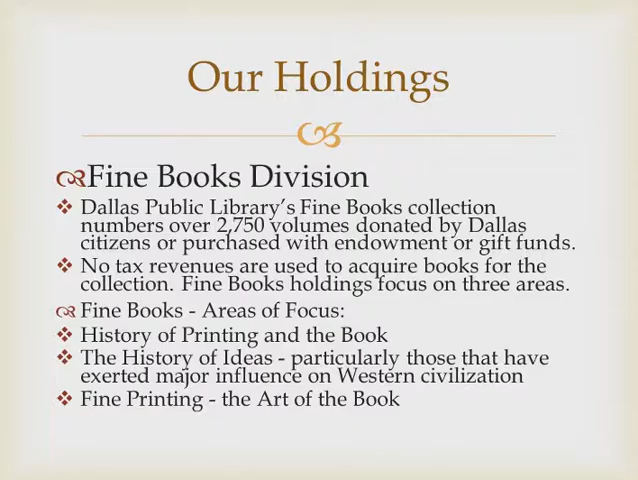 Our Holdings
Fine Books Division
❖ Dallas Public Library's Fine Books collection
numbers over 2,750 volumes donated by Dallas
citizens or purchased with endowment or gift funds.
❖ No tax revenues are used to acquire books for the
collection. Fine Books holdings focus on three areas.
Fine Books - Areas of Focus:
❖ History of Printing and the Book
❖ The History of Ideas - particularly those that have
exerted major influence on Western civilization
❖ Fine Printing - the Art of the Book